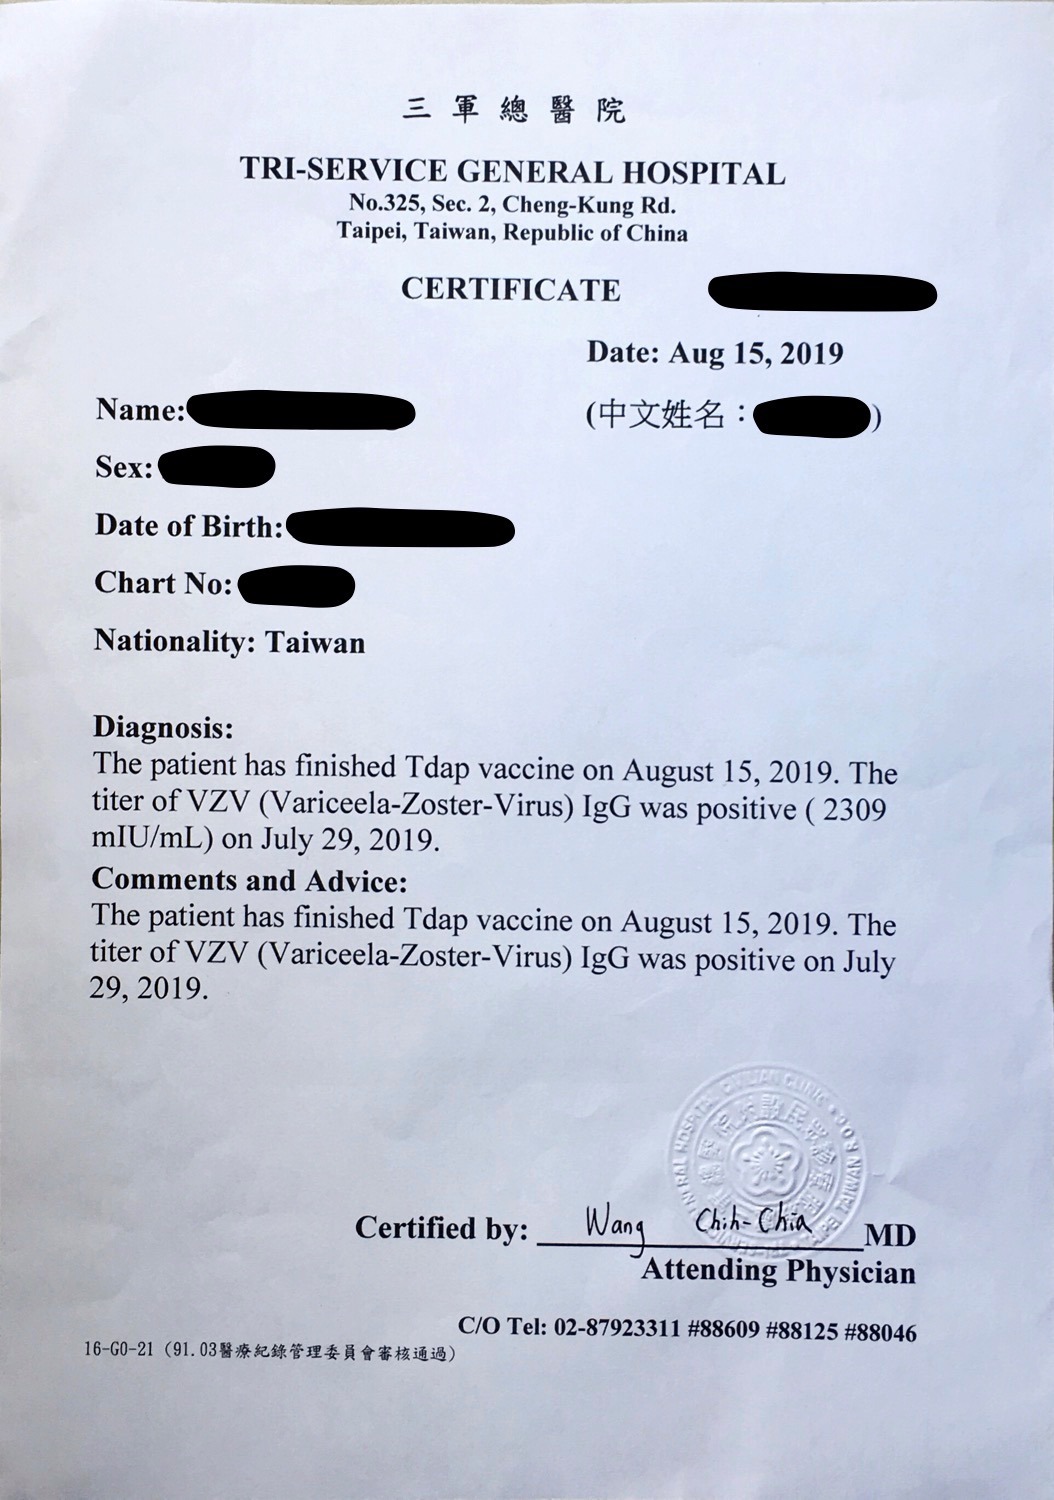 三軍總醫院
TRI-SERVICE GENERAL HOSPITAL
No.325, Sec. 2, Cheng-Kung Rd.
Taipei, Taiwan, Republic of China
CERTIFICATE
Date: Aug 15, 2019
Name:
(中文姓名：)
Sex:
Date of Birth:
Chart No:
Nationality: Taiwan
Diagnosis:
The patient has finished Tdap vaccine on August 15, 2019. The
titer of VZV (Variceela-Zoster-Virus) IgG was positive ( 2309
mIU/mL) on July 29, 2019.
Comments and Advice:
The patient has finished Tdap vaccine on August 15, 2019. The
titer of VZV (Variceela-Zoster-Virus) IgG was positive on July
29, 2019.
Certified by: Wang Chih-Chia MD
Attending Physician
C/O Tel: 02-87923311 #88609 #88125 #88046
16-G0-21 (91.03醫療紀錄管理委員會審核通過)
HOSPITAL CIVILIAN CLINIC
TAIWAN R.O.C.